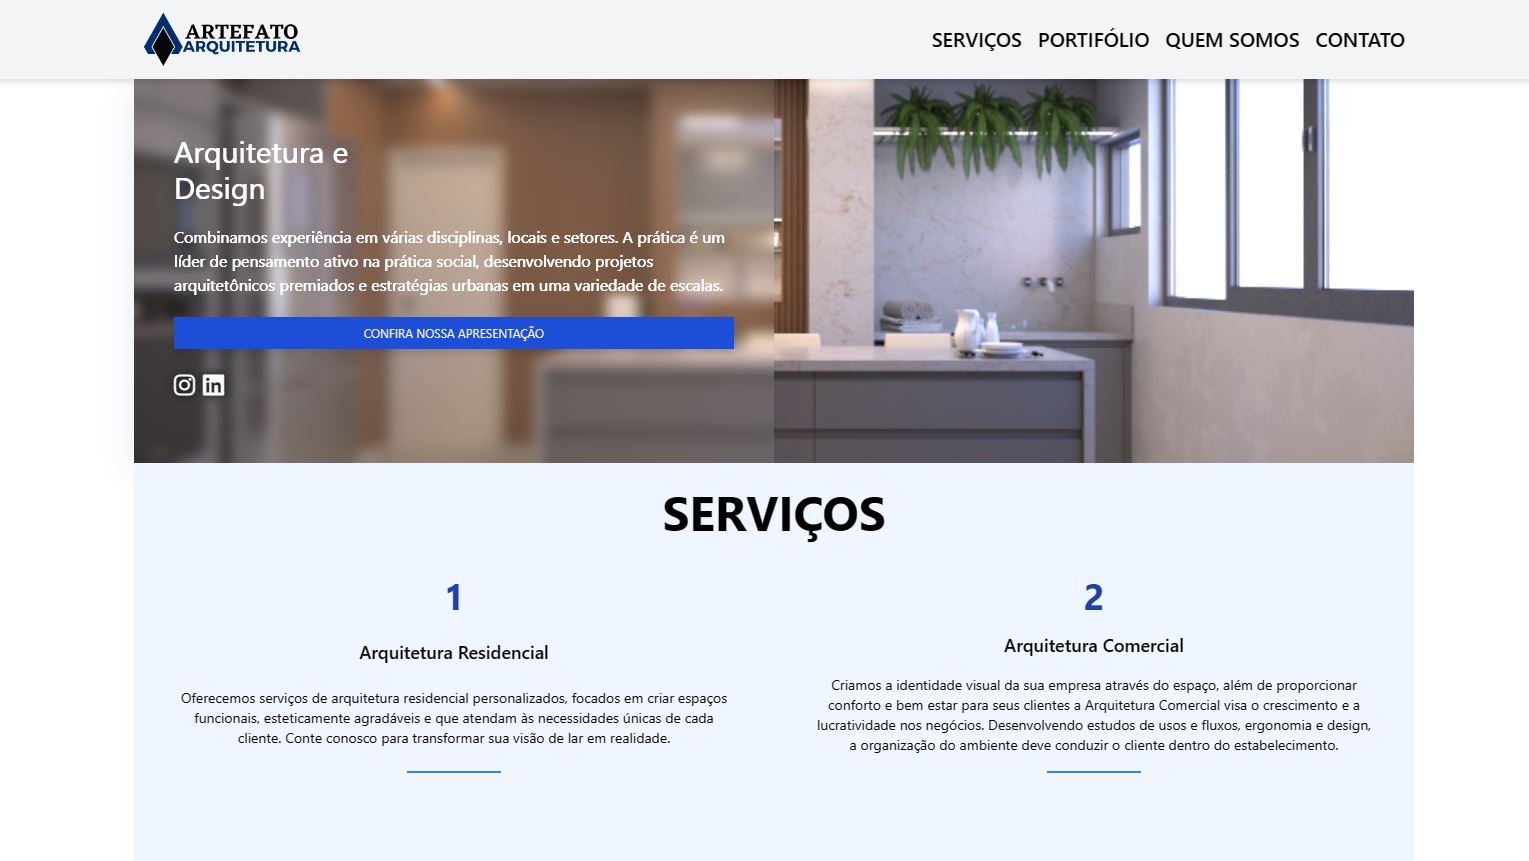 ARTEFATO
ARQUITETURA
SERVIÇOS PORTIFÓLIO QUEM SOMOS CONTATO
Arquitetura e
Design
Combinamos experiência em várias disciplinas, locais e setores. A prática é um
líder de pensamento ativo na prática social, desenvolvendo projetos
arquitetônicos premiados e estratégias urbanas em uma variedade de escalas.
CONFIRA NOSSA APRESENTAÇÃO
in
SERVIÇOS
1
Arquitetura Residencial
Oferecemos serviços de arquitetura residencial personalizados, focados em criar espaços
funcionais, esteticamente agradáveis e que atendam às necessidades únicas de cada
cliente. Conte conosco para transformar sua visão de lar em realidade.
2
Arquitetura Comercial
Criamos a identidade visual da sua empresa através do espaço, além de proporcionar
conforto e bem estar para seus clientes a Arquitetura Comercial visa o crescimento e a
lucratividade nos negócios. Desenvolvendo estudos de usos e fluxos, ergonomia e design,
a organização do ambiente deve conduzir o cliente dentro do estabelecimento.